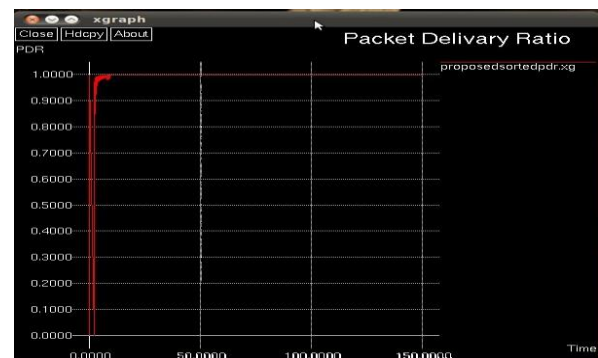 xgraph
Close Hdcpy About
Packet Delivary Ratio
PDR
proposedsortedpdr.xg
1.0000
0.9000
0.8000
0.7000
0.6000
0.5000
0.4000
0.3000
0.2000
0.1000
0.0000
Time
0.0000 50.0000 100.0000 150.0000